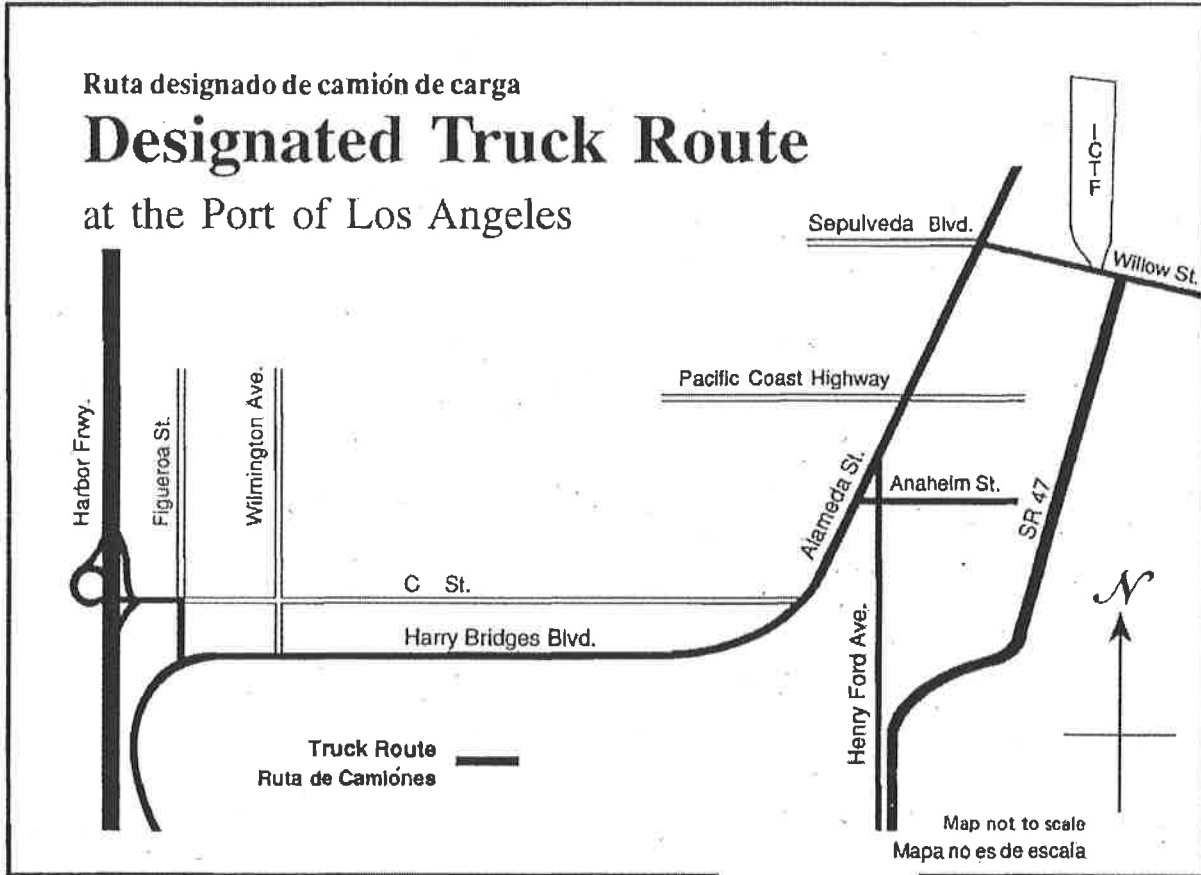 Ruta designado de camión de carga
Designated Truck Route
at the Port of Los Angeles
ICTF
Sepulveda Blvd.
Willow St.
Pacific Coast Highway
Harbor Frwy.
Figueroa St.
Wilmington Ave.
Alameda St.
Anaheim St.
SR 47
C St.
N
Harry Bridges Blvd.
Henry Ford Ave.
Truck Route
Ruta de Camiónes
Map not to scale
Mapa no es de escala